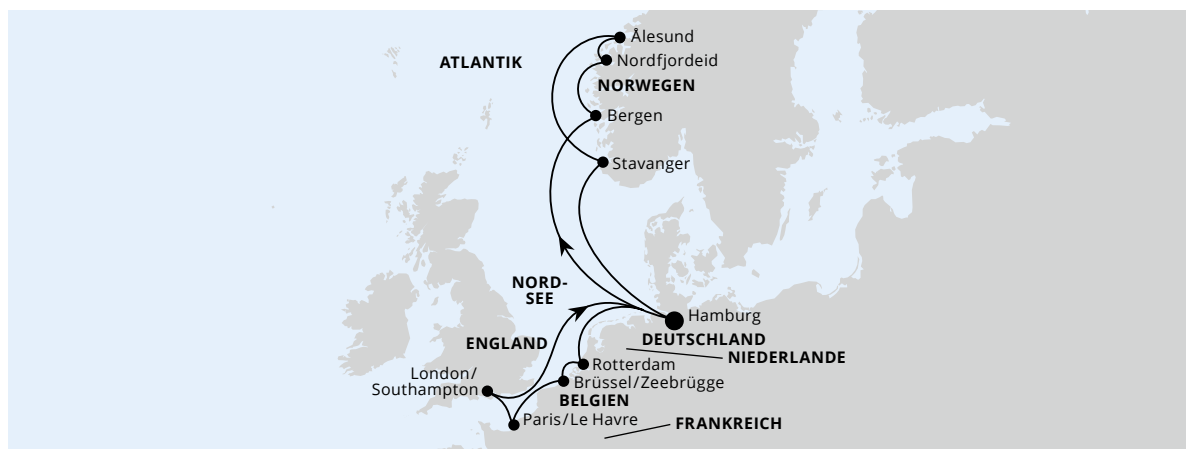 Ålesund
ATLANTIK
Nordfjordeid
NORWEGEN
Bergen
Stavanger
NORD-
SEE
Hamburg
ENGLAND
DEUTSCHLAND
NIEDERLANDE
Rotterdam
London/
Southampton
Brüssel/Zeebrügge
BELGIEN
Paris/Le Havre
FRANKREICH